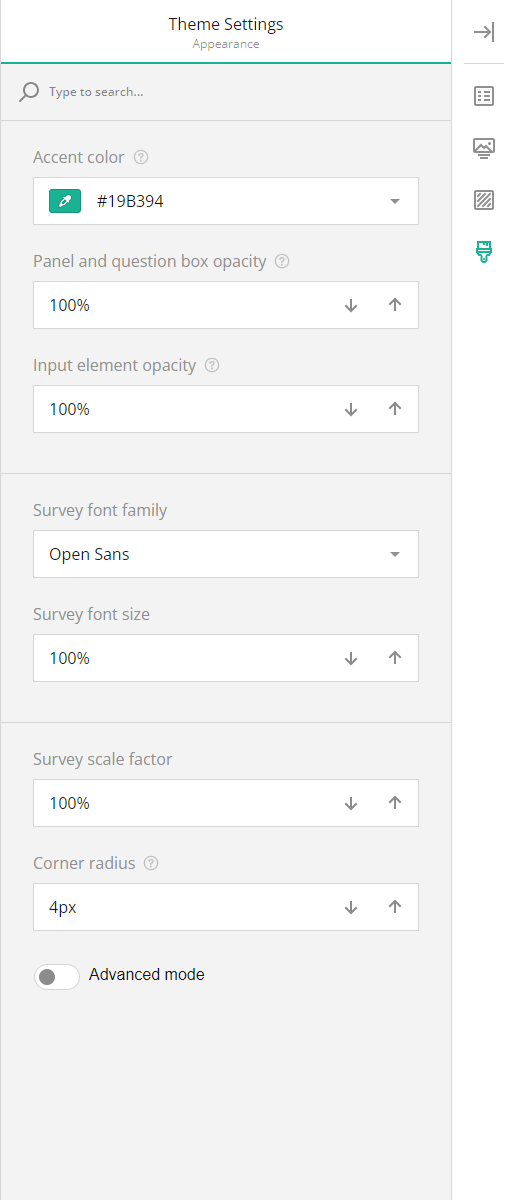 Theme Settings
Appearance
Type to search...
Accent color
#19B394
Panel and question box opacity
100%
Input element opacity
100%
Survey font family
Open Sans
Survey font size
100%
Survey scale factor
100%
Corner radius
4px
Advanced mode